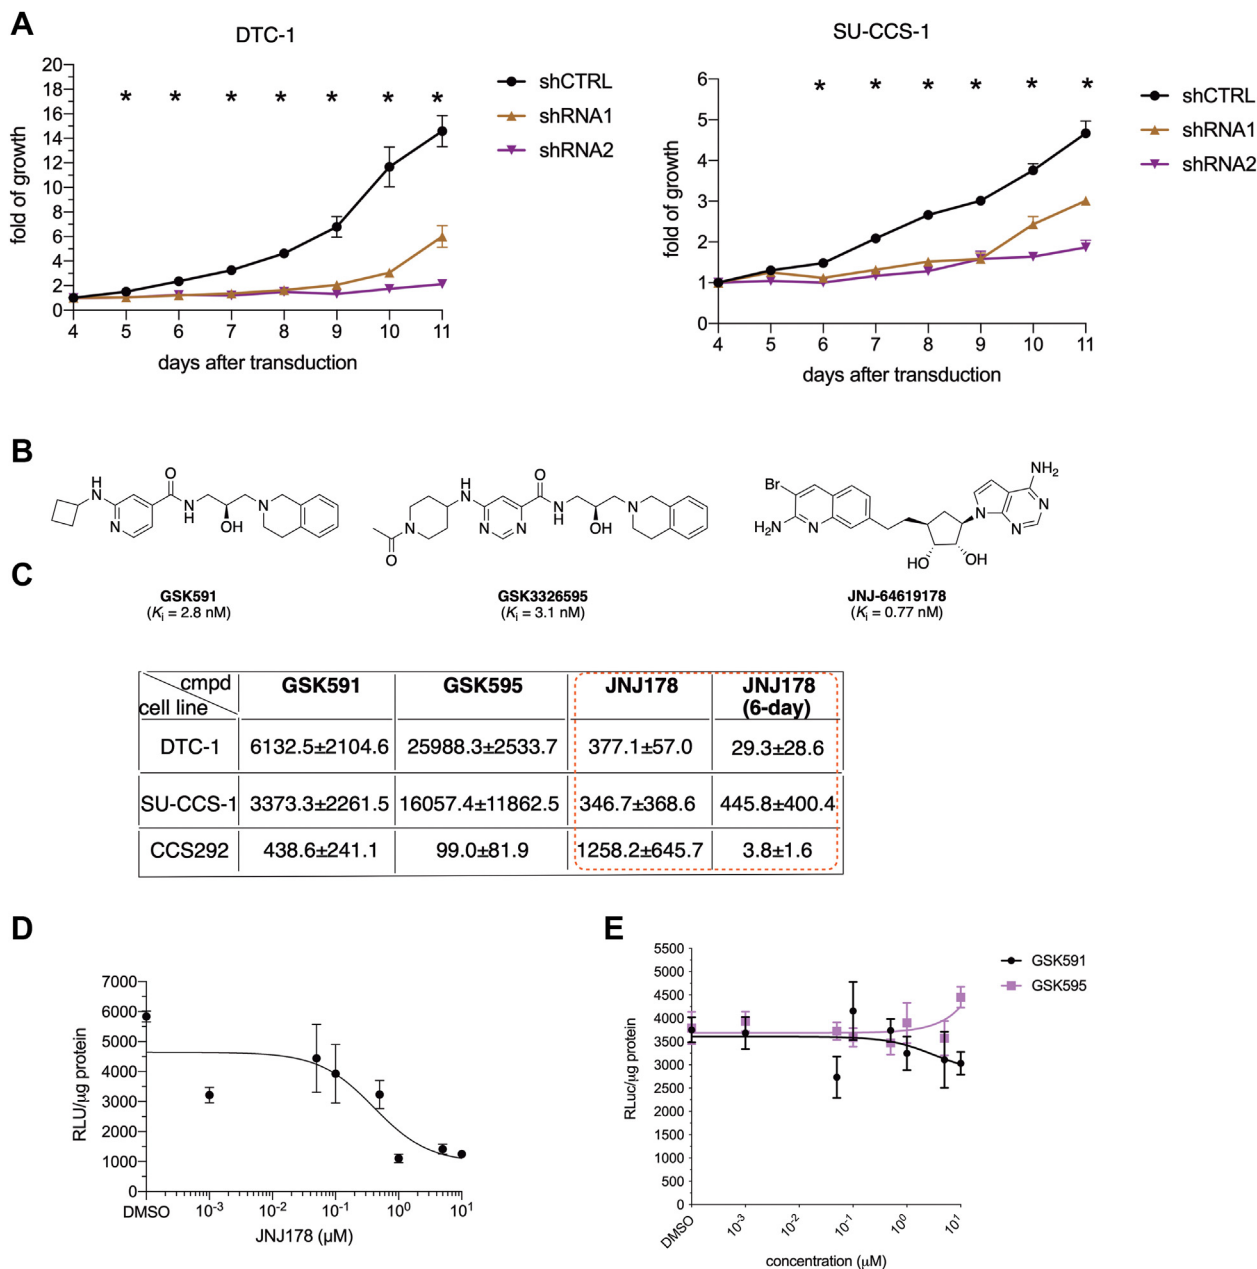 A
DTC-1
fold of growth
20
18
16
14
12
10
8
6
4
2
0
4 5 6 7 8 9 10 11
days after transduction
* * * * * * *
shCTRL
shRNA1
shRNA2
SU-CCS-1
fold of growth
6
5
4
3
2
1
0
4 5 6 7 8 9 10 11
days after transduction
* * * * * *
shCTRL
shRNA1
shRNA2
B
H
N
N
O
N
H
OH
N
GSK591
(Ki = 2.8 nM)
H
N
N
O
N
N
O
N
H
OH
N
GSK3326595
(Ki = 3.1 nM)
Br
H2N
N
HO
OH
N
NH2
N
N
JNJ-64619178
(Ki = 0.77 nM)
C
cmpd
cell line
GSK591 GSK595 JNJ178 JNJ178
(6-day)
DTC-1 6132.5±2104.6 25988.3±2533.7 377.1±57.0 29.3±28.6
SU-CCS-1 3373.3±2261.5 16057.4±11862.5 346.7±368.6 445.8±400.4
CCS292 438.6±241.1 99.0±81.9 1258.2±645.7 3.8±1.6
D
RLU/µg protein
7000
6000
5000
4000
3000
2000
1000
0
DMSO 10-3 10-2 10-1 100 101
JNJ178 (µM)
E
RLuc/µg protein
5500
5000
4500
4000
3500
3000
2500
2000
1500
1000
500
0
DMSO 10-3 10-2 10-1 100 101
concentration (µM)
GSK591
GSK595